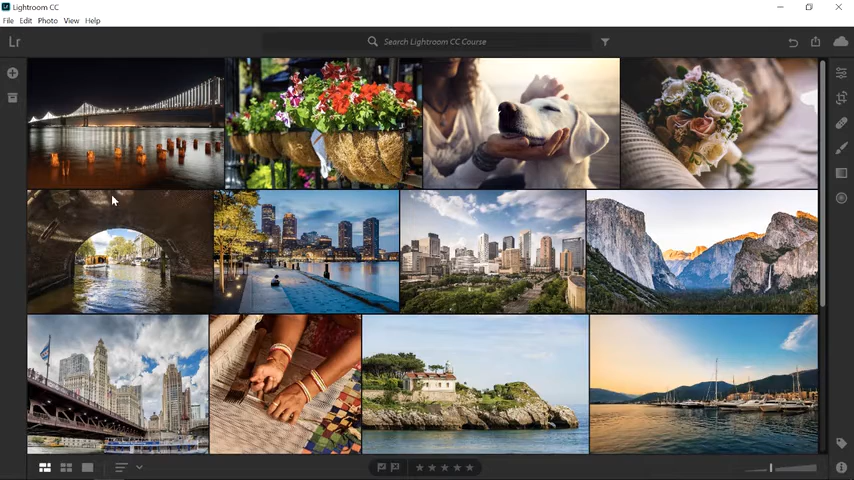 Lightroom CC
File Edit Photo View Help
Lr
Search Lightroom CC Course